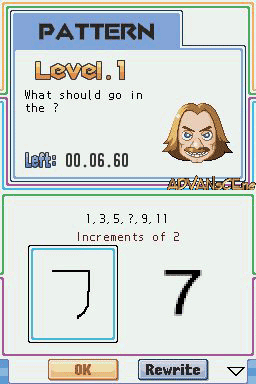 PATTERN
Level.1
What should go in
the ?
Left: 00.06.60
ADVANsCEne
1, 3, 5, ?, 9, 11
Increments of 2
7
7
OK
Rewrite